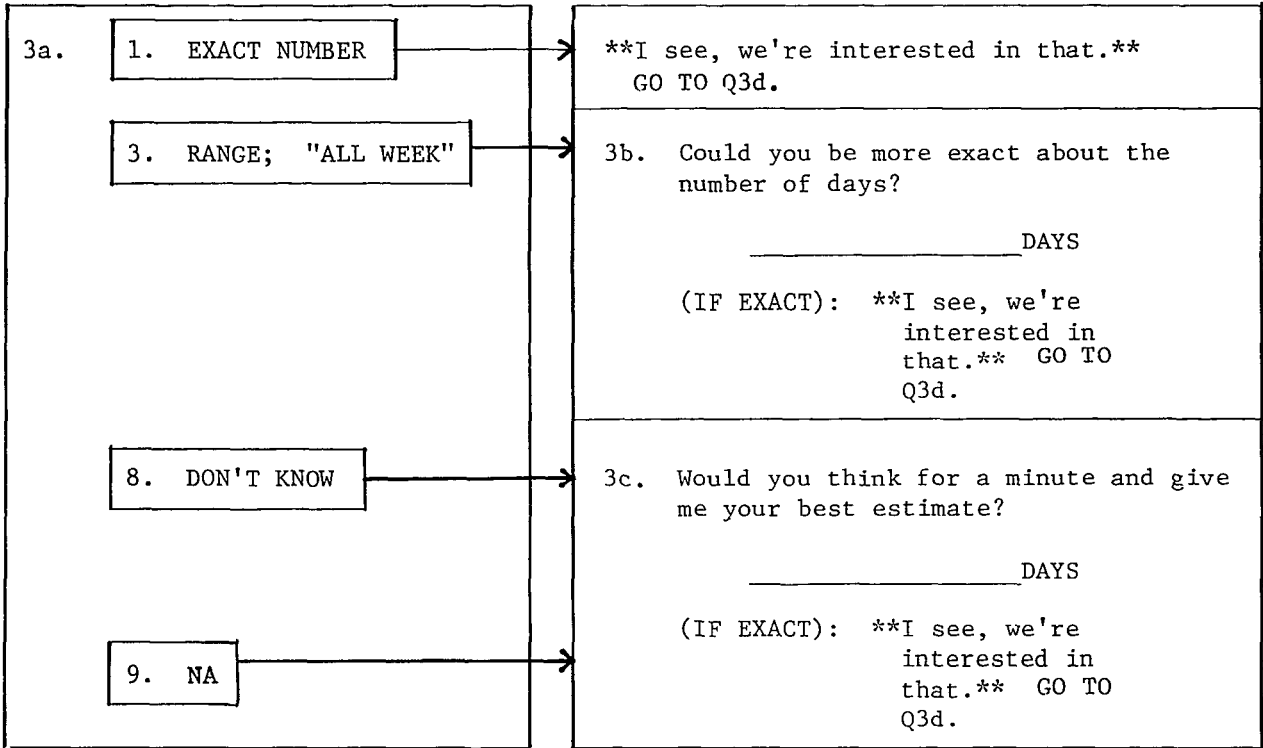 3a.
1. EXACT NUMBER
**I see, we're interested in that.**
GO TO Q3d.
3. RANGE; "ALL WEEK"
3b. Could you be more exact about the
number of days?
DAYS
(IF EXACT): **I see, we're
interested in
that.** GO TO
Q3d.
8. DON'T KNOW
3c. Would you think for a minute and give
me your best estimate?
DAYS
(IF EXACT): **I see, we're
interested in
that.** GO TO
Q3d.
9. NA